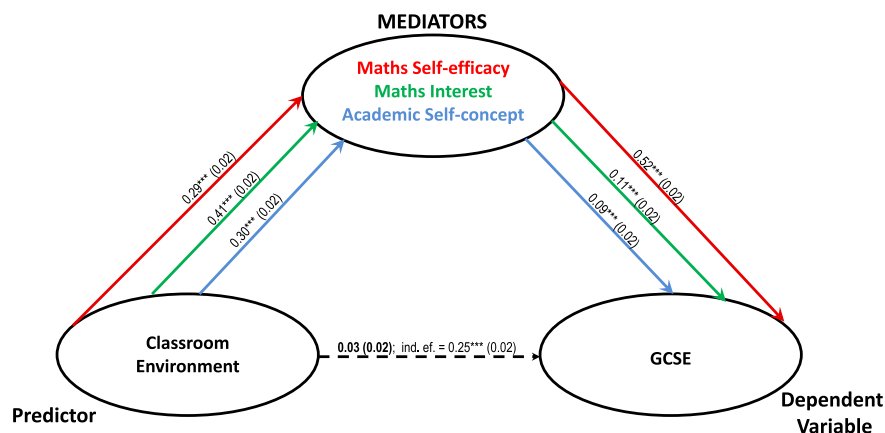 MEDIATORS
Maths Self-efficacy
Maths Interest
Academic Self-concept
0.29*** (0.02)
0.41*** (0.02)
0.30*** (0.02)
0.52*** (0.02)
0.11*** (0.02)
0.09*** (0.02)
Classroom
Environment
0.03 (0.02); ind. ef. = 0.25*** (0.02)
GCSE
Predictor
Dependent
Variable